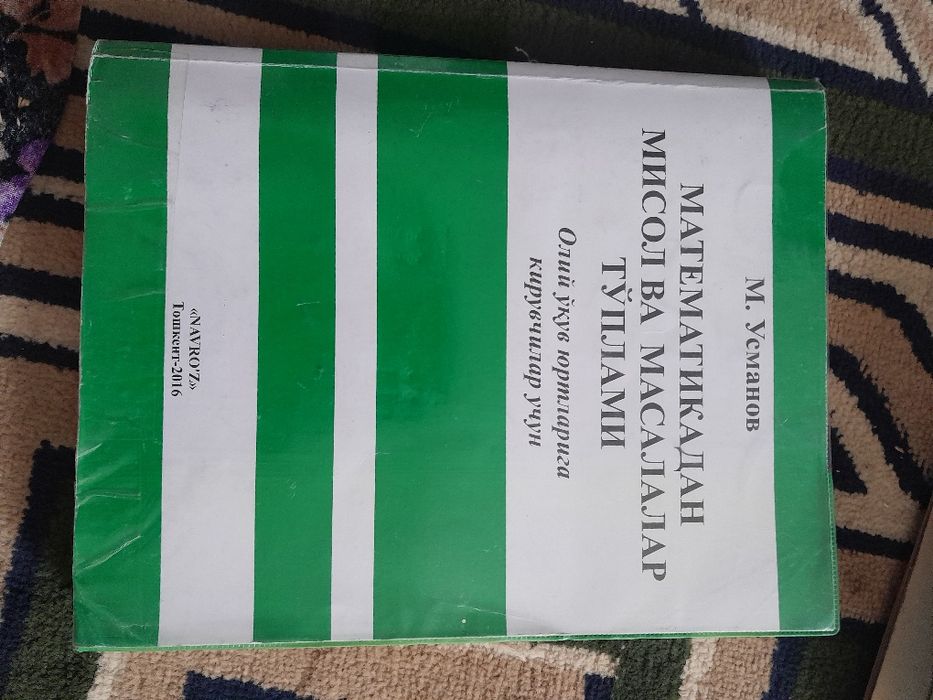 М. Усманов
МАТЕМАТИКАДАН
МИСОЛ ВА МАСАЛАЛАР
ТЎПЛАМИ
Олий ўқув юртларига
кирувчилар учун
«NAVRO'Z»
Тошкент-2016